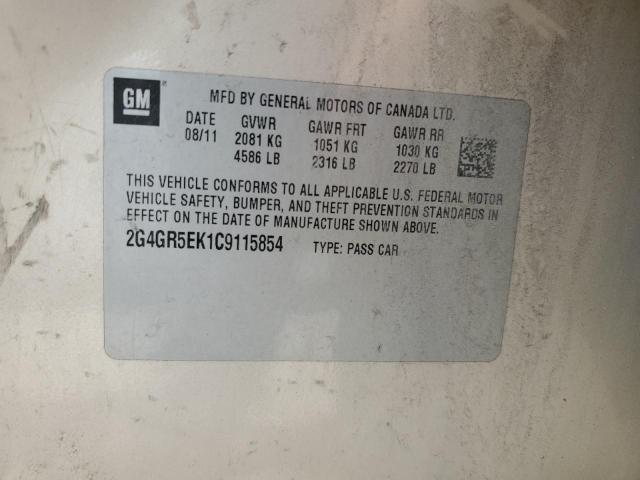 GM
MFD BY GENERAL MOTORS OF CANADA LTD.
DATE GVWR GAWR FRT GAWR RR
08/11 2081 KG 1051 KG 1030 KG
4586 LB 2316 LB 2270 LB
THIS VEHICLE CONFORMS TO ALL APPLICABLE U.S. FEDERAL MOTOR
VEHICLE SAFETY, BUMPER, AND THEFT PREVENTION STANDARDS IN
EFFECT ON THE DATE OF MANUFACTURE SHOWN ABOVE.
2G4GR5EK1C9115854 TYPE: PASS CAR